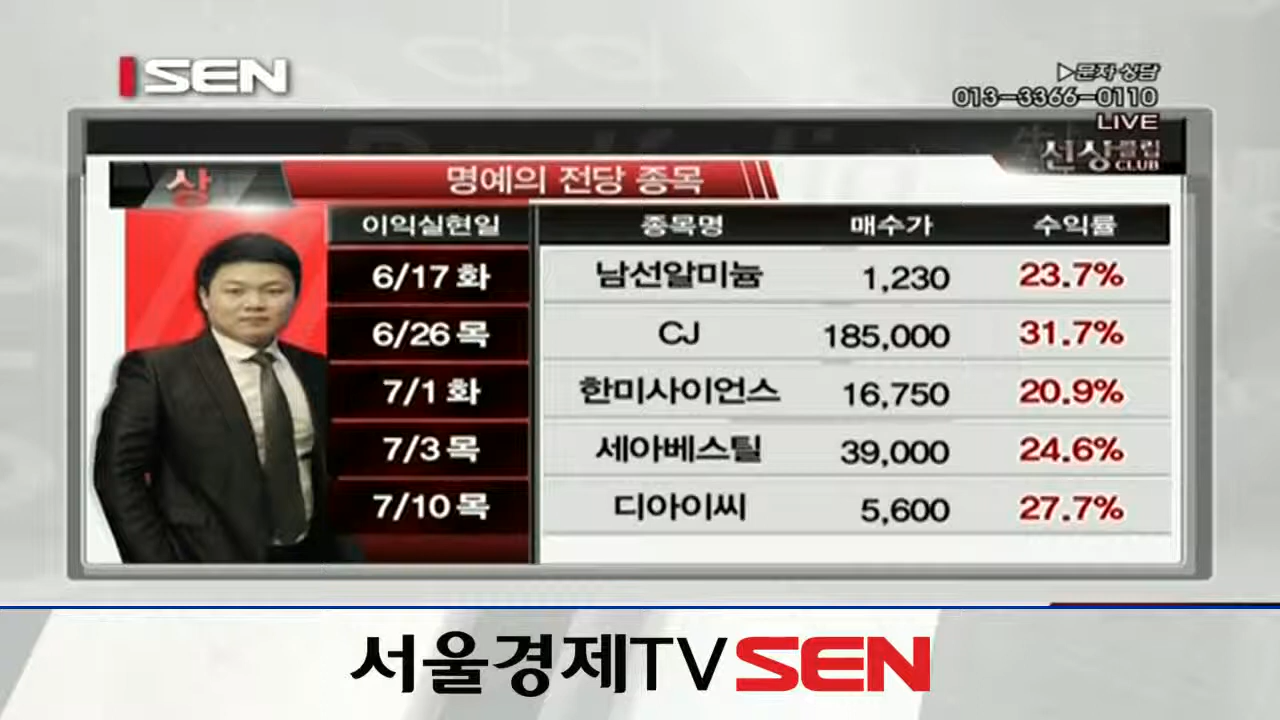 SEN
▶문자 상담
013-3366-0110
LIVE
신상클럽
CLUB
상 명예의 전당 종목
이익실현일 종목명 매수가 수익률
6/17 화 남선알미늄 1,230 23.7%
6/26 목 CJ 185,000 31.7%
7/1 화 한미사이언스 16,750 20.9%
7/3 목 세아베스틸 39,000 24.6%
7/10 목 디아이씨 5,600 27.7%
서울경제TV SEN